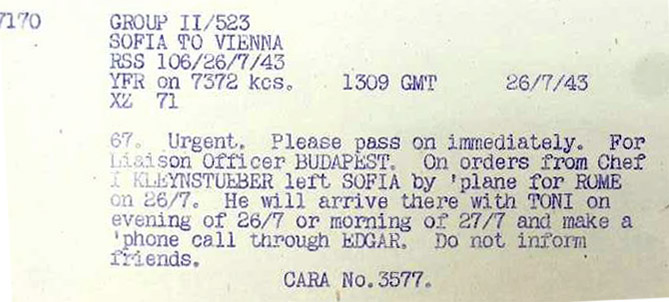 7170 GROUP II/523
SOFIA TO VIENNA
RSS 106/26/7/43
YFR on 7372 kcs. 1309 GMT 26/7/43
XZ 71
67. Urgent. Please pass on immediately. For
Liaison Officer BUDAPEST. On orders from Chef
I KLEYNSTUEBER left SOFIA by 'plane for ROME
on 26/7. He will arrive there with TONI on
evening of 26/7 or morning of 27/7 and make a
'phone call through EDGAR. Do not inform
friends.
CARA No.3577.